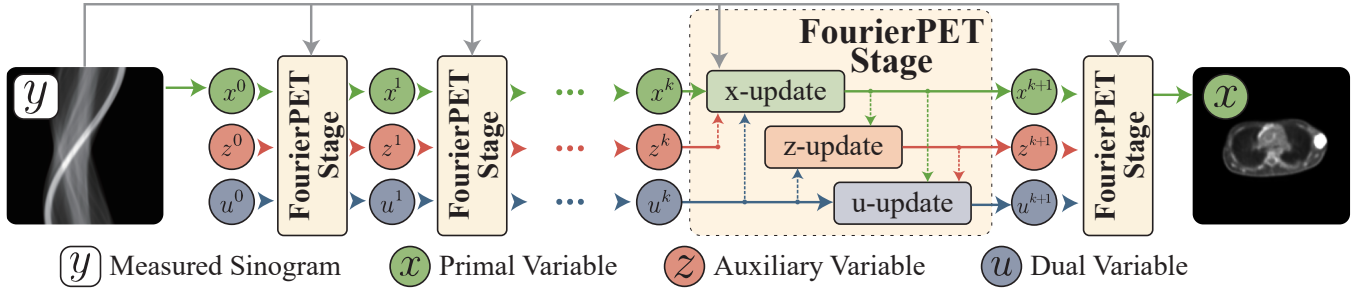 y
x⁰
z⁰
u⁰
FourierPET
Stage
x¹
z¹
u¹
FourierPET
Stage
...
...
...
xᵏ
zᵏ
uᵏ
FourierPET
Stage
x-update
z-update
u-update
xᵏ⁺¹
zᵏ⁺¹
uᵏ⁺¹
FourierPET
Stage
x
y Measured Sinogram
x Primal Variable
z Auxiliary Variable
u Dual Variable